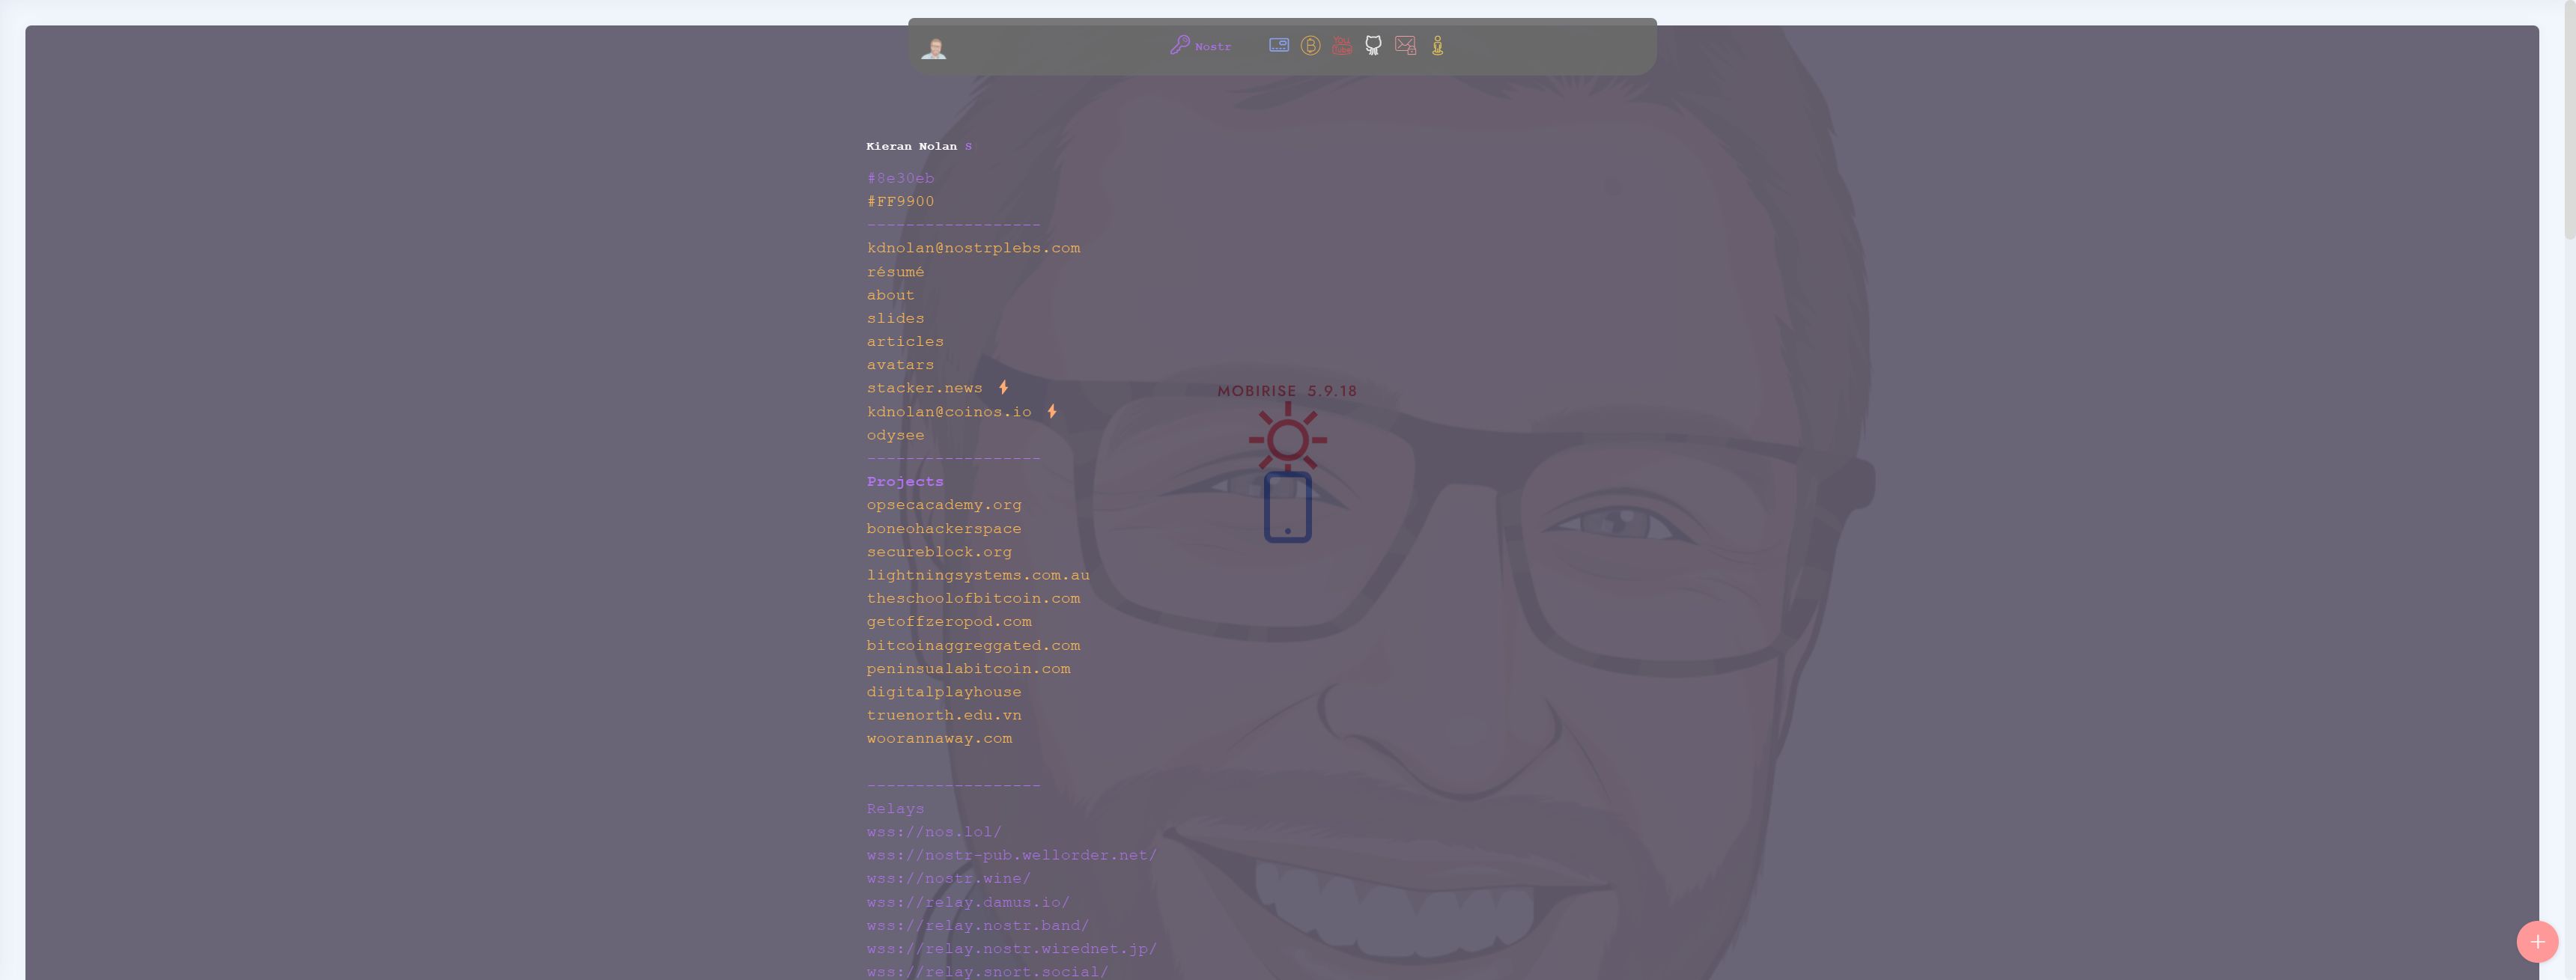 Nostr
YOU
Kieran Nolan S
#8e30eb
#FF9900
------------------
kdnolan@nostrplebs.com
résumé
about
slides
articles
avatars
stacker.news
kdnolan@coinos.io
odysee
------------------
Projects
opsecacademy.org
boneohackerspace
secureblock.org
lightningsystems.com.au
theschoolofbitcoin.com
getoffzeropod.com
bitcoinaggreggated.com
peninsualabitcoin.com
digitalplayhouse
truenorth.edu.vn
woorannaway.com
------------------
Relays
wss://nos.lol/
wss://nostr-pub.wellorder.net/
wss://nostr.wine/
wss://relay.damus.io/
wss://relay.nostr.band/
wss://relay.nostr.wirednet.jp/
wss://relay.snort.social/
MOBIRISE 5.9.18